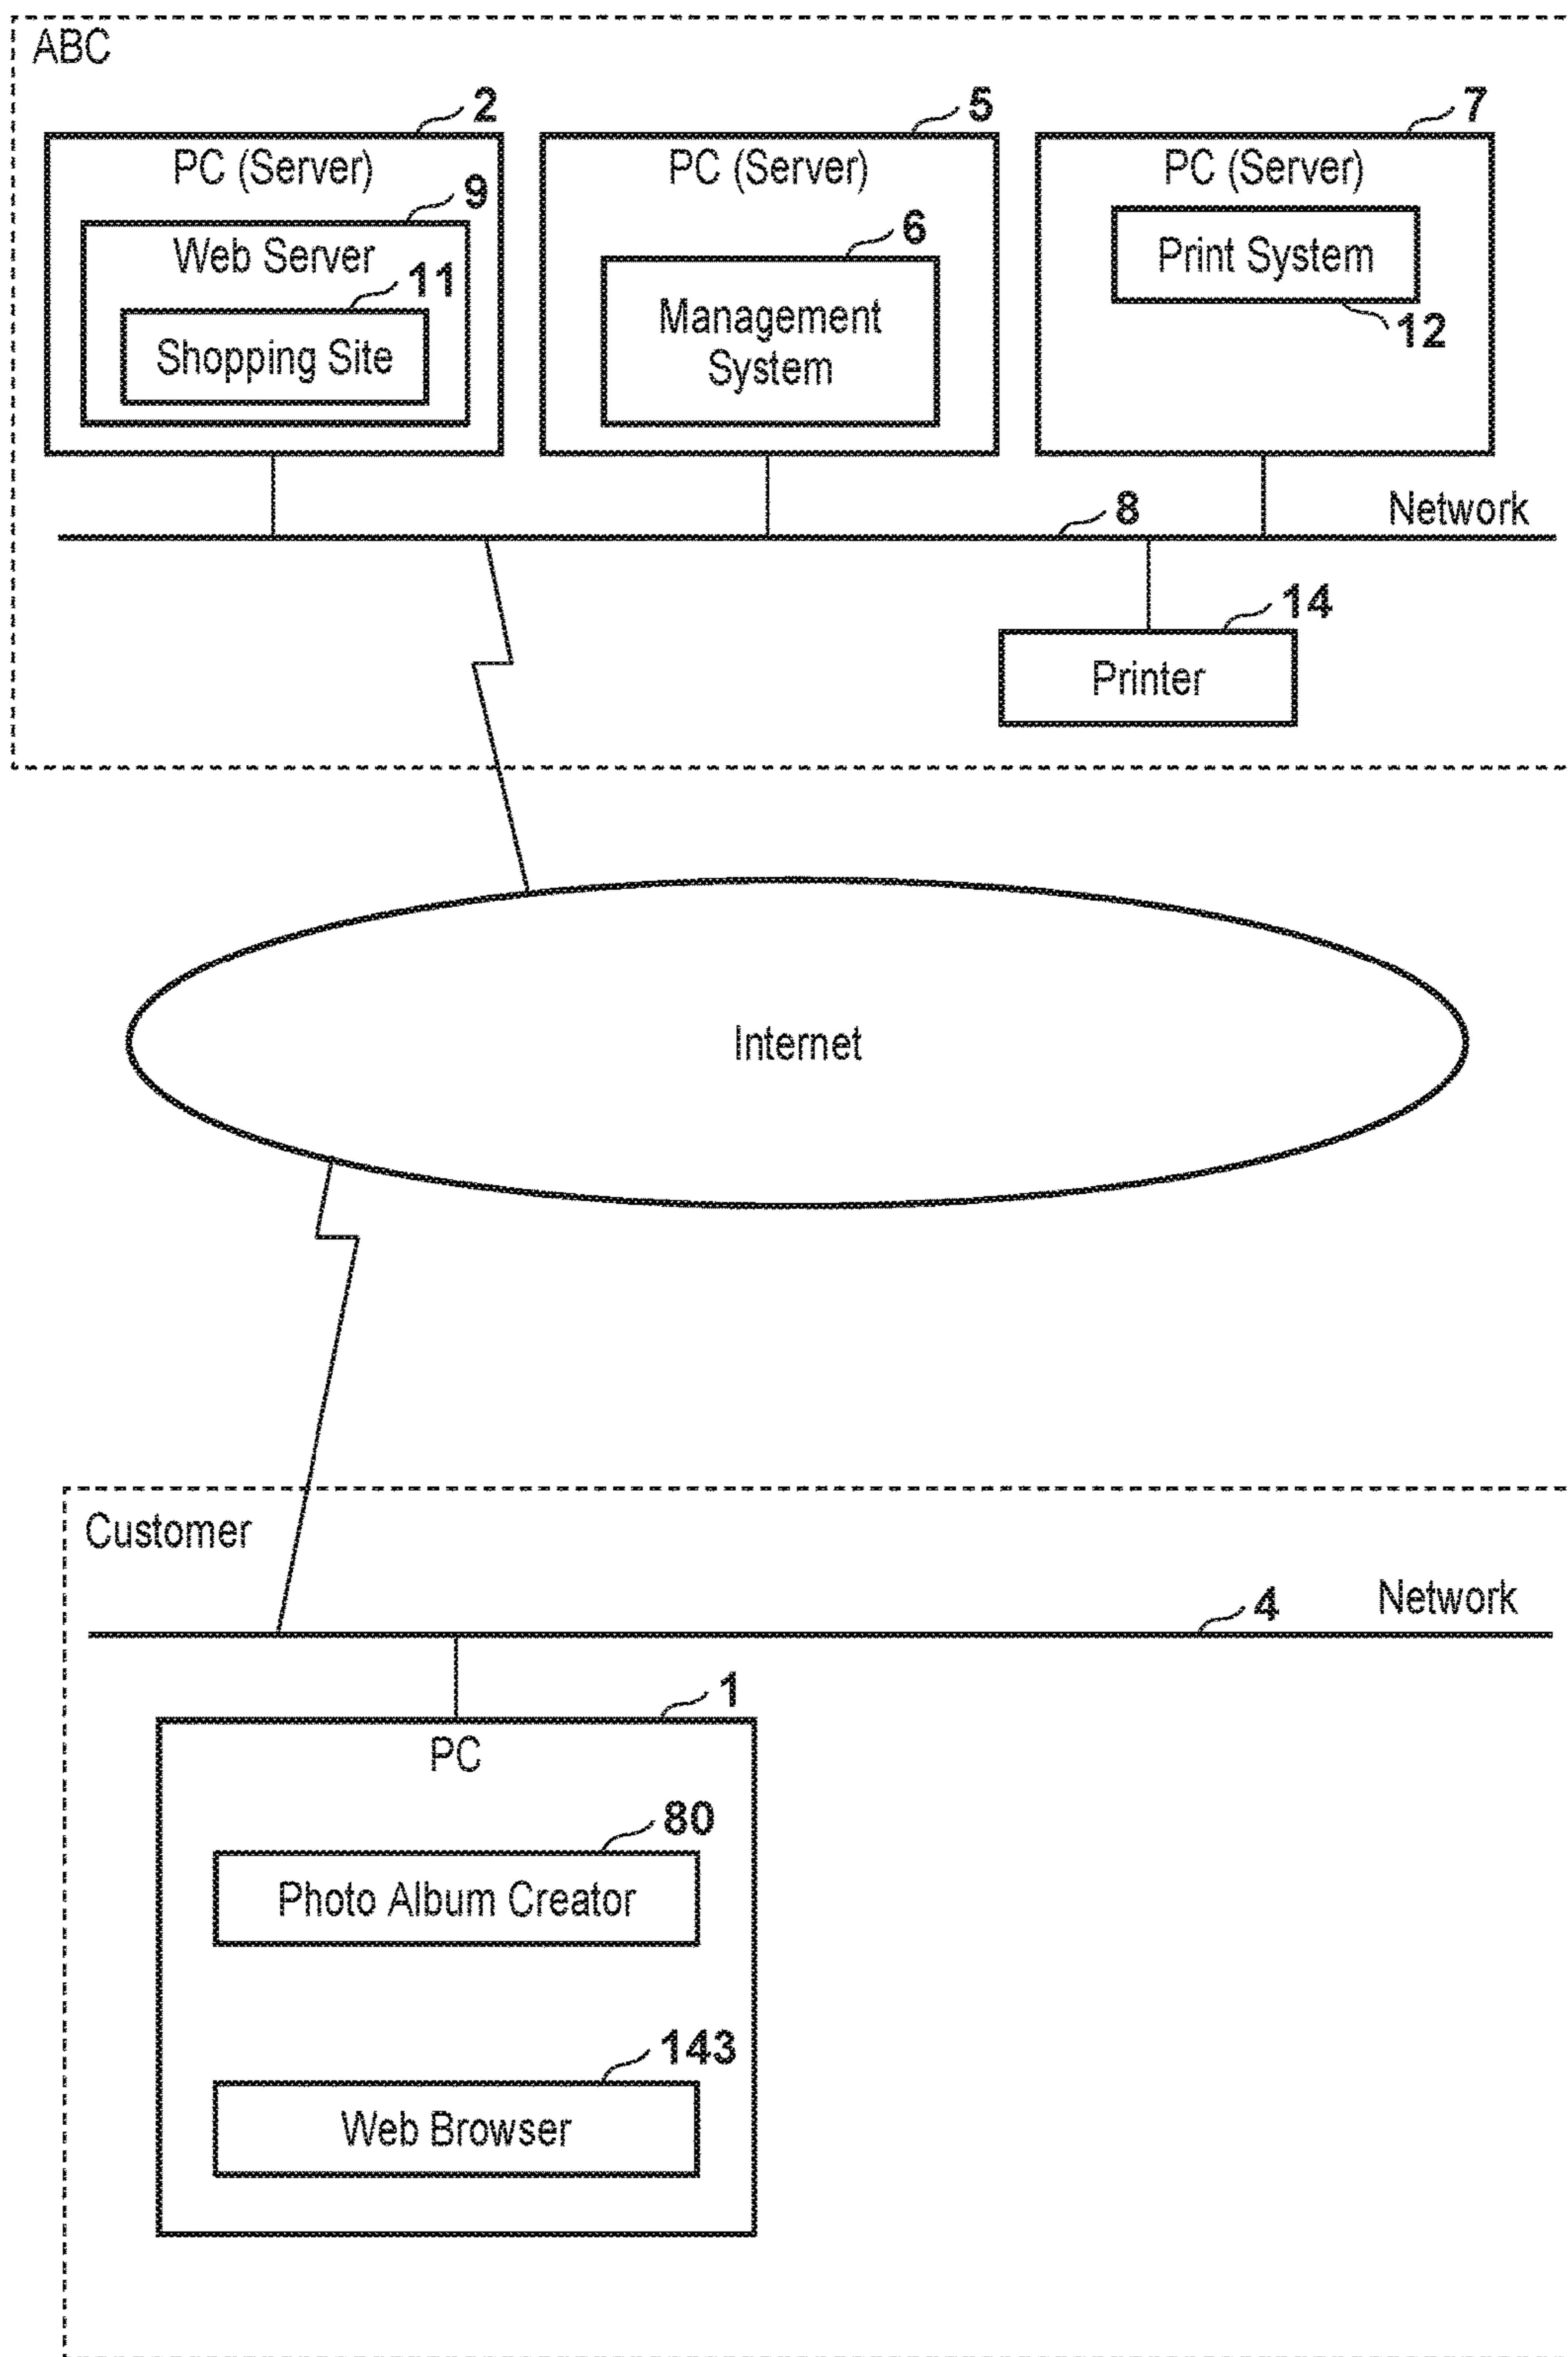 ABC
2
5
7
PC (Server)
PC (Server)
PC (Server)
9
6
Web Server
Print System
11
12
Management
System
Shopping Site
8
Network
14
Printer
Internet
Customer
4
Network
1
PC
80
Photo Album Creator
143
Web Browser